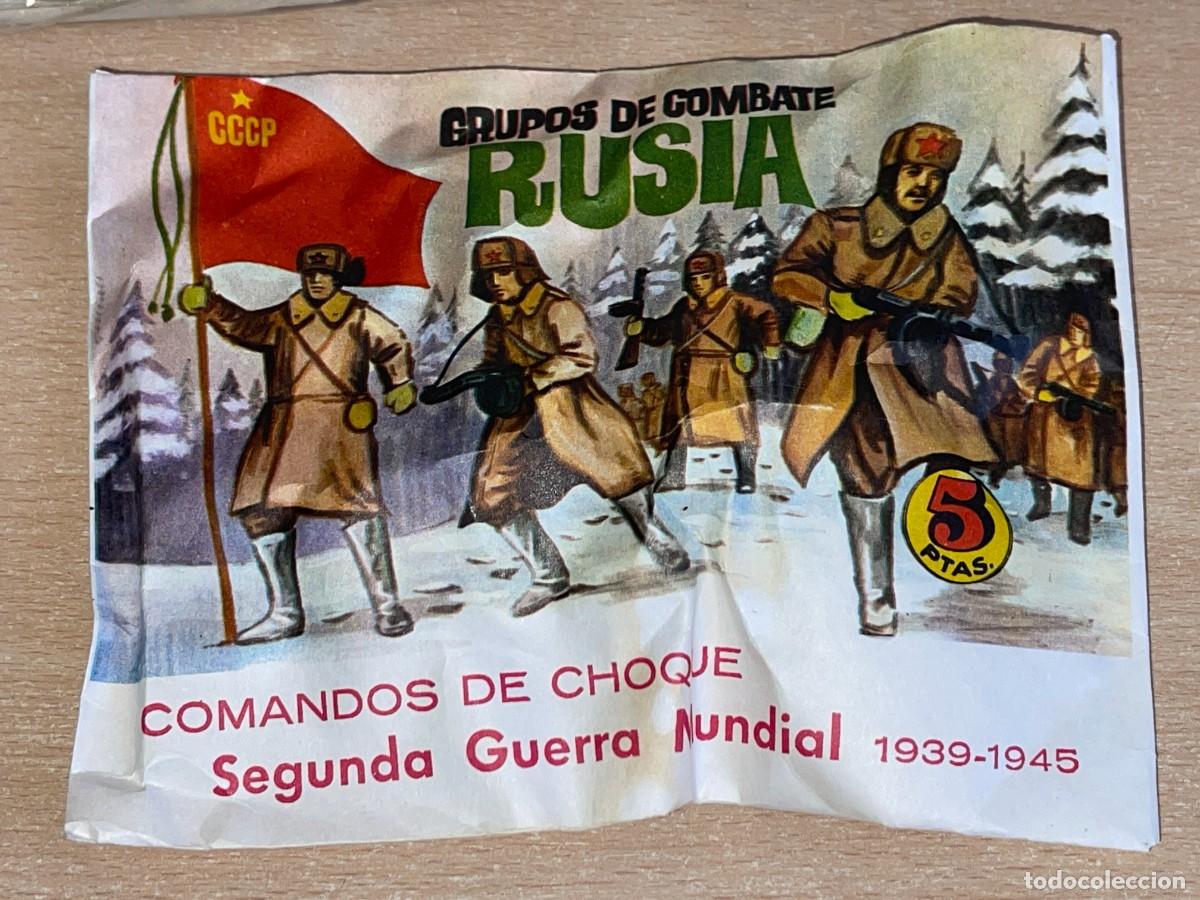 CCCP
GRUPOS DE COMBATE
RUSIA
5
PTAS.
COMANDOS DE CHOQUE
Segunda Guerra Mundial 1939-1945
todocoleccion